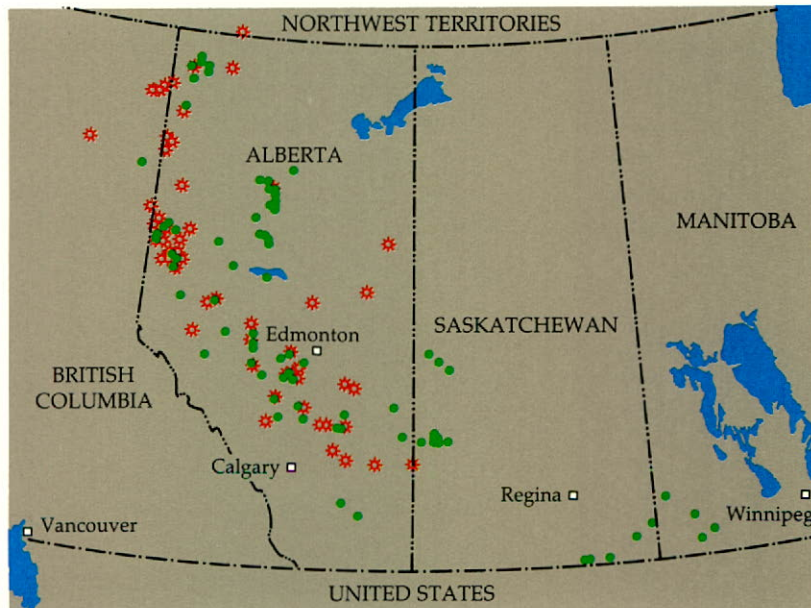 NORTHWEST TERRITORIES
ALBERTA
MANITOBA
SASKATCHEWAN
Edmonton
BRITISH
COLUMBIA
Calgary
Regina
Winnipeg
Vancouver
UNITED STATES